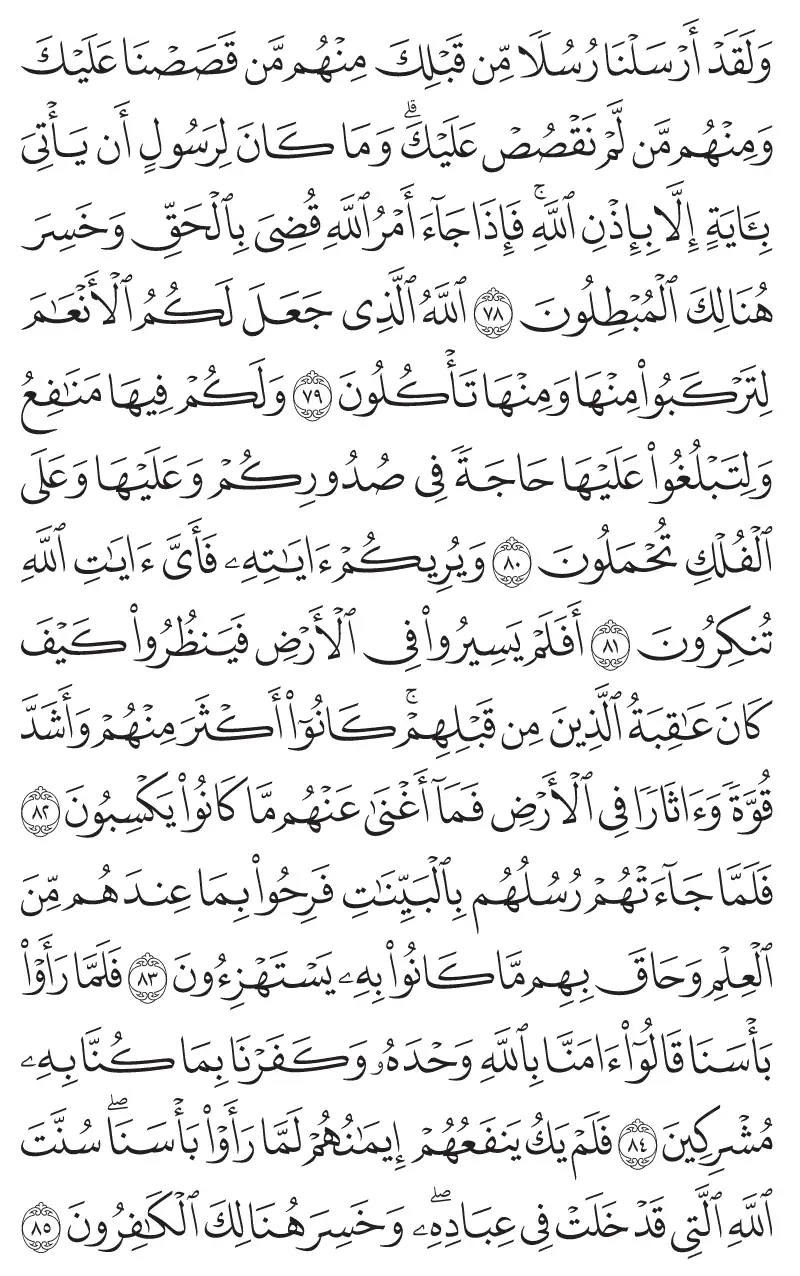 وَلَقَدۡ أَرۡسَلۡنَا رُسُلٗا مِّن قَبۡلِكَ مِنۡهُم مَّن قَصَصۡنَا عَلَيۡكَ
وَمِنۡهُم مَّن لَّمۡ نَقۡصُصۡ عَلَيۡكَۗ وَمَا كَانَ لِرَسُولٍ أَن يَأۡتِيَ
بِـَٔايَةٍ إِلَّا بِإِذۡنِ ٱللَّهِۚ فَإِذَا جَآءَ أَمۡرُ ٱللَّهِ قُضِيَ بِٱلۡحَقِّ وَخَسِرَ
هُنَالِكَ ٱلۡمُبۡطِلُونَ ٧٨ ٱللَّهُ ٱلَّذِي جَعَلَ لَكُمُ ٱلۡأَنۡعَٰمَ
لِتَرۡكَبُواْ مِنۡهَا وَمِنۡهَا تَأۡكُلُونَ ٧٩ وَلَكُمۡ فِيهَا مَنَٰفِعُ
وَلِتَبۡلُغُواْ عَلَيۡهَا حَاجَةٗ فِي صُدُورِكُمۡ وَعَلَيۡهَا وَعَلَى
ٱلۡفُلۡكِ تُحۡمَلُونَ ٨٠ وَيُرِيكُمۡ ءَايَٰتِهِۦ فَأَيَّ ءَايَٰتِ ٱللَّهِ
تُنكِرُونَ ٨١ أَفَلَمۡ يَسِيرُواْ فِي ٱلۡأَرۡضِ فَيَنظُرُواْ كَيۡفَ
كَانَ عَٰقِبَةُ ٱلَّذِينَ مِن قَبۡلِهِمۡۚ كَانُوٓاْ أَكۡثَرَ مِنۡهُمۡ وَأَشَدَّ
قُوَّةٗ وَءَاثَارٗا فِي ٱلۡأَرۡضِ فَمَآ أَغۡنَىٰ عَنۡهُم مَّا كَانُواْ يَكۡسِبُونَ ٨٢
فَلَمَّا جَآءَتۡهُمۡ رُسُلُهُم بِٱلۡبَيِّنَٰتِ فَرِحُواْ بِمَا عِندَهُم مِّنَ
ٱلۡعِلۡمِ وَحَاقَ بِهِم مَّا كَانُواْ بِهِۦ يَسۡتَهۡزِءُونَ ٨٣ فَلَمَّا رَأَوۡاْ
بَأۡسَنَا قَالُوٓاْ ءَامَنَّا بِٱللَّهِ وَحۡدَهُۥ وَكَفَرۡنَا بِمَا كُنَّا بِهِۦ
مُشۡرِكِينَ ٨٤ فَلَمۡ يَكُ يَنفَعُهُمۡ إِيمَٰنُهُمۡ لَمَّا رَأَوۡاْ بَأۡسَنَاۖ سُنَّتَ
ٱللَّهِ ٱلَّتِي قَدۡ خَلَتۡ فِي عِبَادِهِۦۖ وَخَسِرَ هُنَالِكَ ٱلۡكَٰفِرُونَ ٨٥